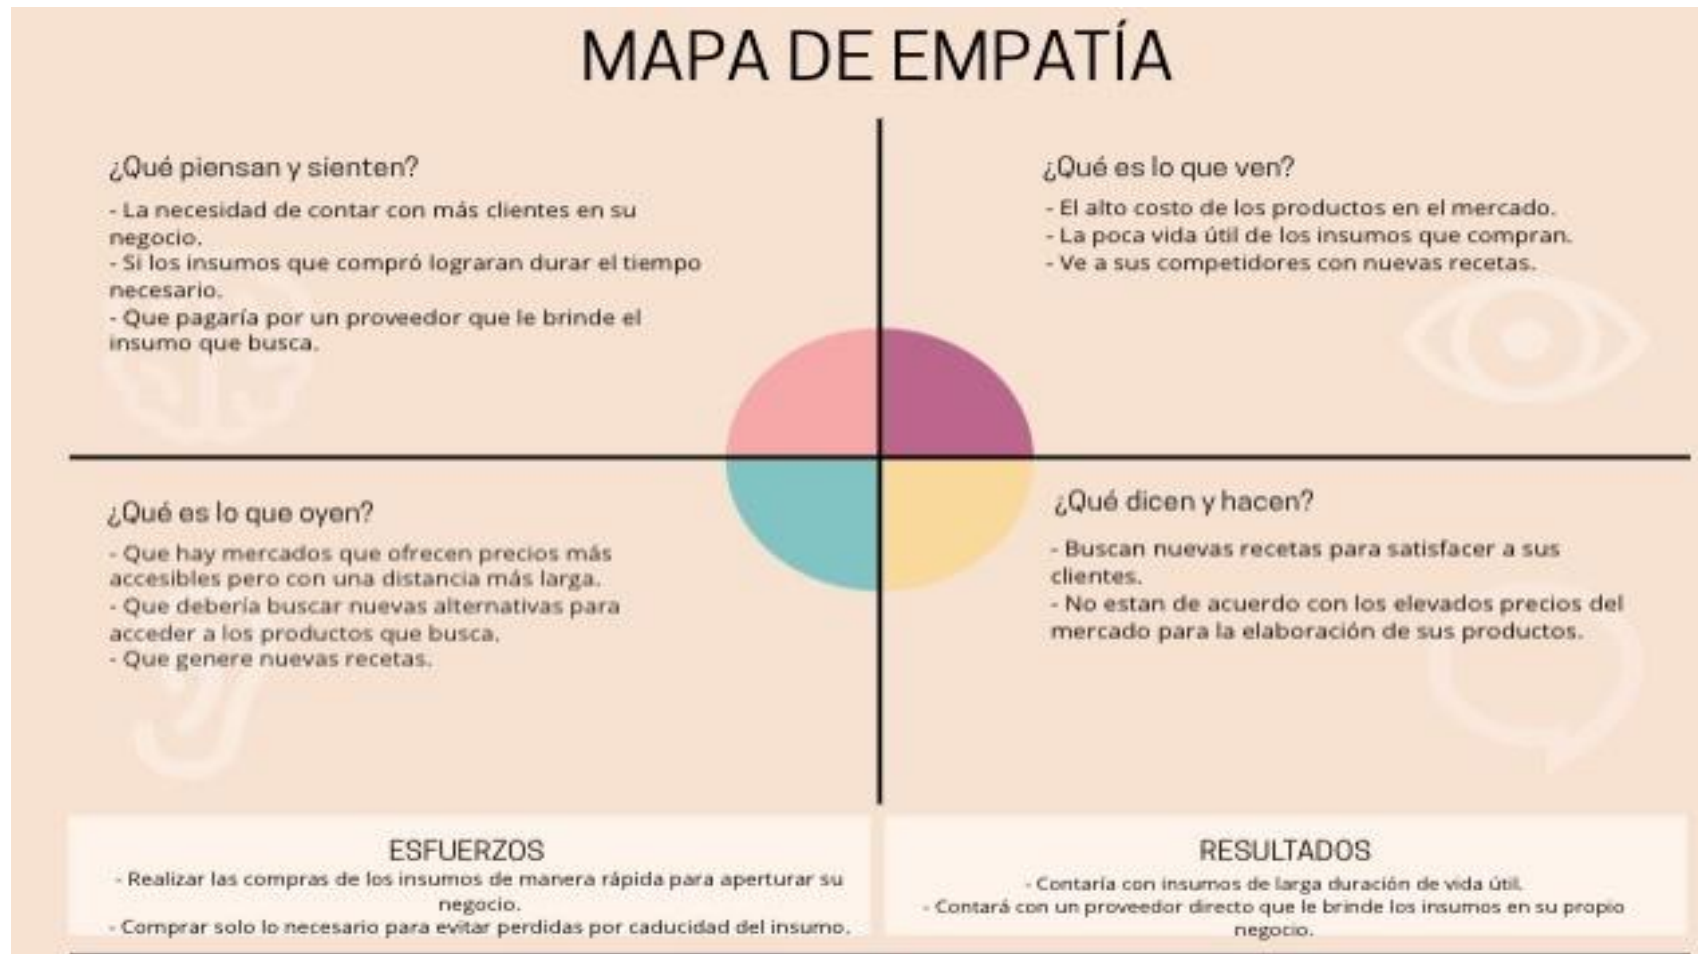 MAPA DE EMPATÍA
¿Qué piensan y sienten?
- La necesidad de contar con más clientes en su
negocio.
- Si los insumos que compró lograran durar el tiempo
necesario.
- Que pagaría por un proveedor que le brinde el
insumo que busca.
¿Qué es lo que ven?
- El alto costo de los productos en el mercado.
- La poca vida útil de los insumos que compran.
- Ve a sus competidores con nuevas recetas.
¿Qué es lo que oyen?
- Que hay mercados que ofrecen precios más
accesibles pero con una distancia más larga.
- Que debería buscar nuevas alternativas para
acceder a los productos que busca.
- Que genere nuevas recetas.
¿Qué dicen y hacen?
- Buscan nuevas recetas para satisfacer a sus
clientes.
- No estan de acuerdo con los elevados precios del
mercado para la elaboración de sus productos.
ESFUERZOS
- Realizar las compras de los insumos de manera rápida para aperturar su
negocio.
- Comprar solo lo necesario para evitar perdidas por caducidad del insumo.
RESULTADOS
- Contaría con insumos de larga duración de vida útil.
- Contará con un proveedor directo que le brinde los insumos en su propio
negocio.